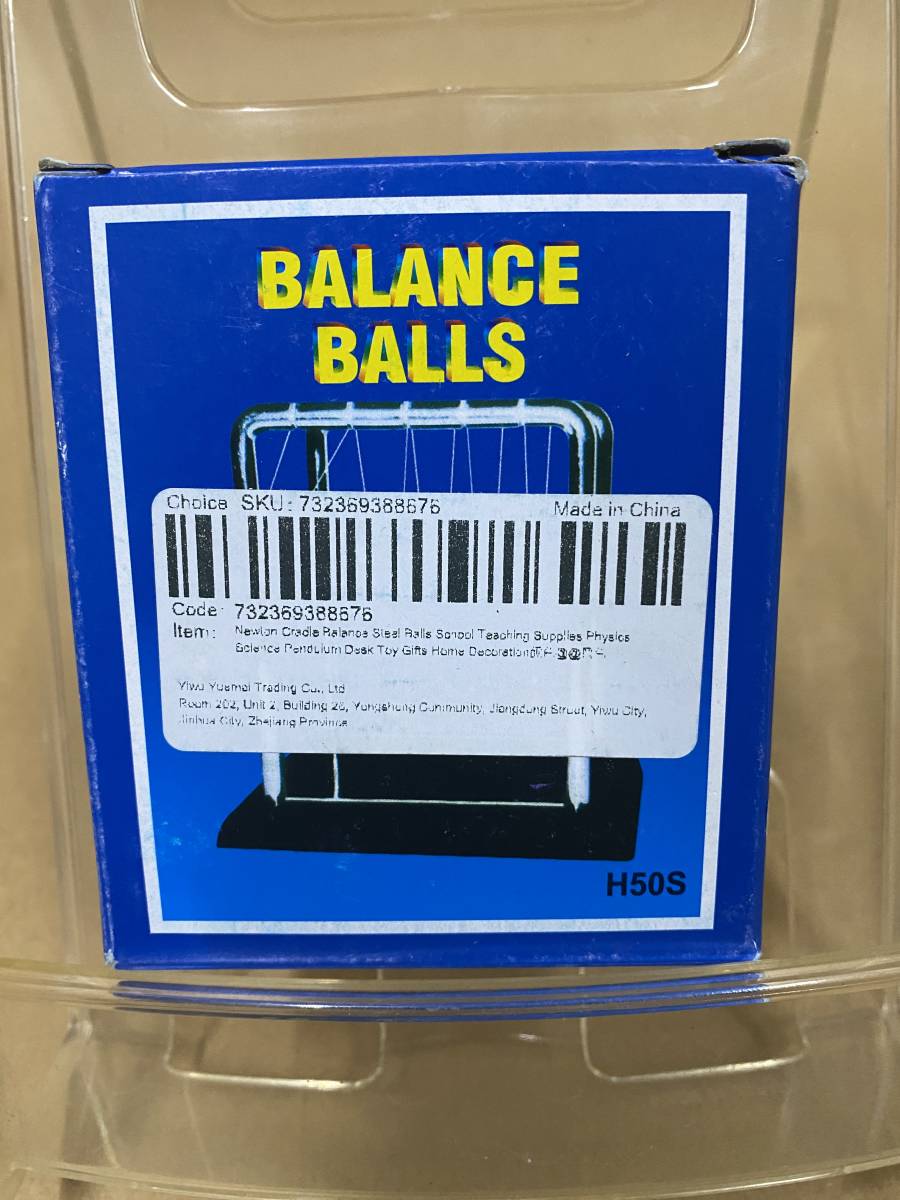 BALANCE
BALLS
Choice SKU: 732369388676
Made in China
Code: 732369388676
Item: Newton Cradle Balance Steel Balls School Teaching Supplies Physics
Science Pendulum Desk Toy Gifts Home Decoration
Yiwu Yuemei Trading Co., Ltd
Room 202, Unit 2, Building 26, Yongsheng Community, Jiangdong Street, Yiwu City,
Jinhua City, Zhejiang Province
H50S